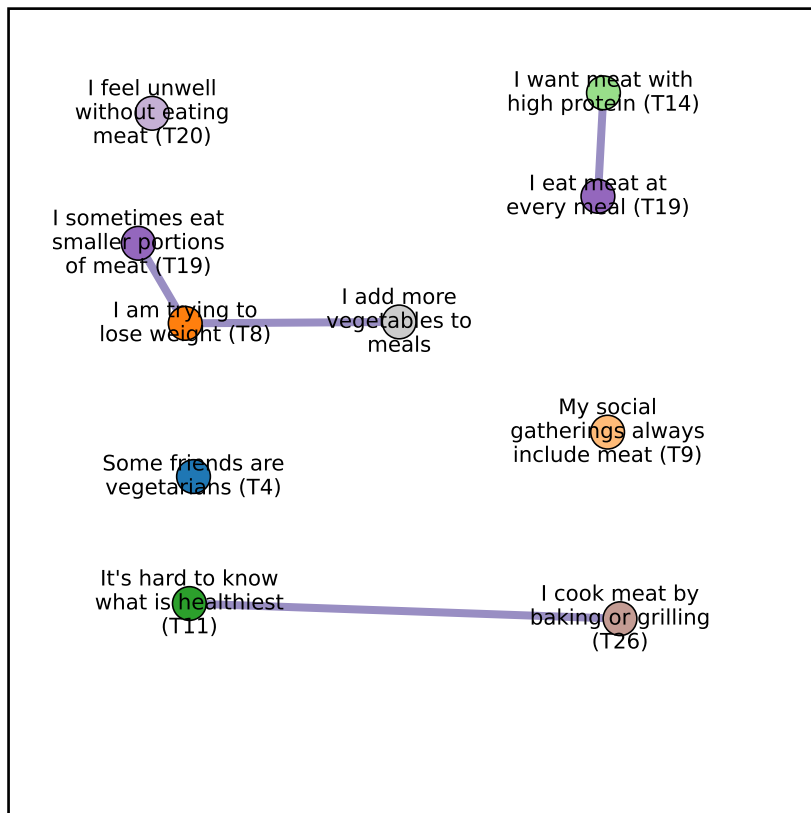 I feel unwell
without eating
meat (T20)
I want meat with
high protein (T14)
I eat meat at
every meal (T19)
I sometimes eat
smaller portions
of meat (T19)
I am trying to
lose weight (T8)
I add more
vegetables to
meals
My social
gatherings always
include meat (T9)
Some friends are
vegetarians (T4)
It's hard to know
what is healthiest
(T11)
I cook meat by
baking or grilling
(T26)